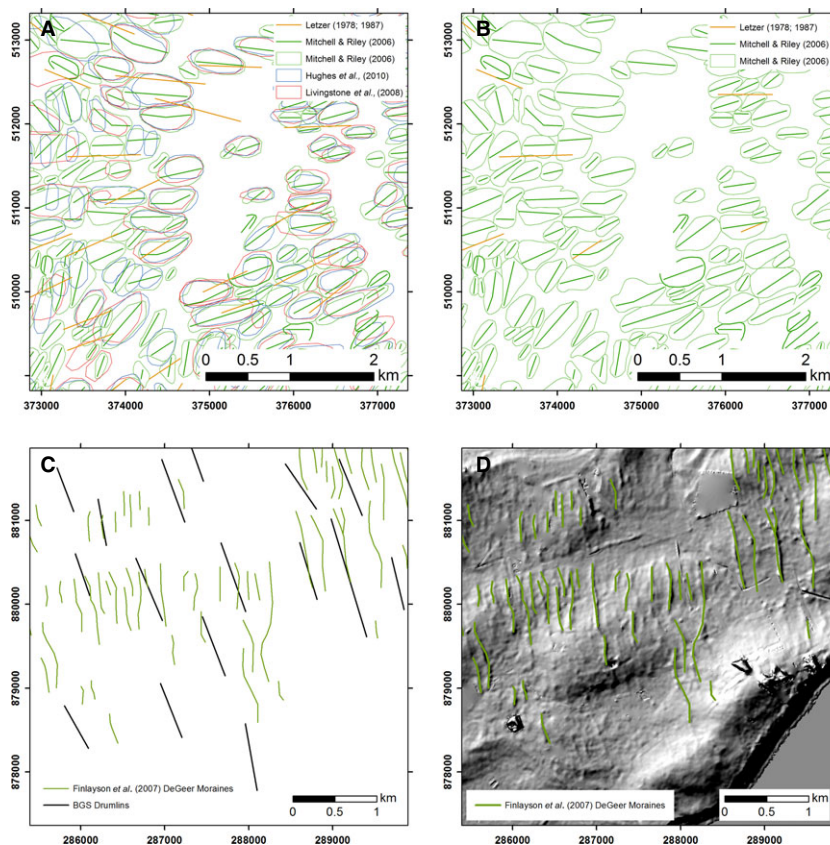 A
Letzer (1978; 1987)
Mitchell & Riley (2006)
Mitchell & Riley (2006)
Hughes et al., (2010)
Livingstone et al., (2008)
513000
512000
511000
510000
0 0.5 1 2
km
373000 374000 375000 376000 377000
B
Letzer (1978; 1987)
Mitchell & Riley (2006)
Mitchell & Riley (2006)
513000
512000
511000
510000
0 0.5 1 2
km
373000 374000 375000 376000 377000
C
881000
880000
879000
878000
Finlayson et al. (2007) DeGeer Moraines
BGS Drumlins
0 0.5 1
km
286000 287000 288000 289000
D
881000
880000
879000
878000
Finlayson et al. (2007) DeGeer Moraines
0 0.5 1
km
286000 287000 288000 289000